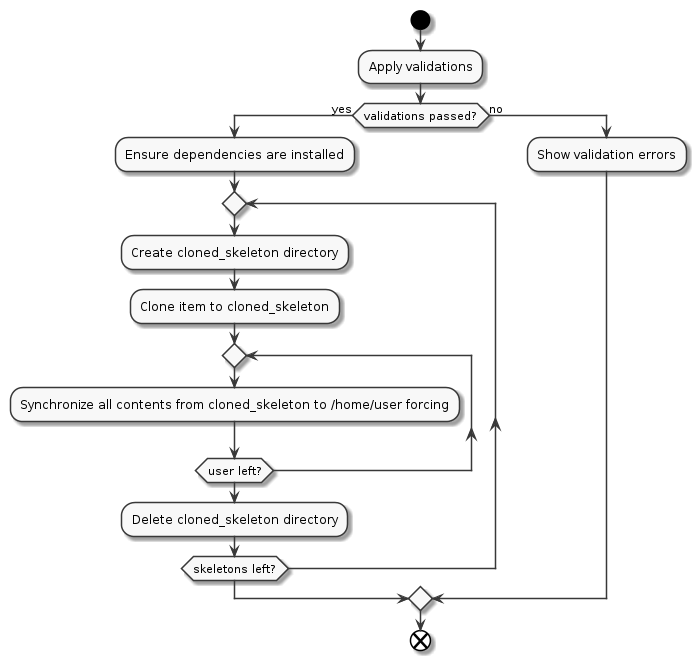 Apply validations
yes
validations passed?
no
Ensure dependencies are installed
Show validation errors
Create cloned_skeleton directory
Clone item to cloned_skeleton
Synchronize all contents from cloned_skeleton to /home/user forcing
user left?
Delete cloned_skeleton directory
skeletons left?